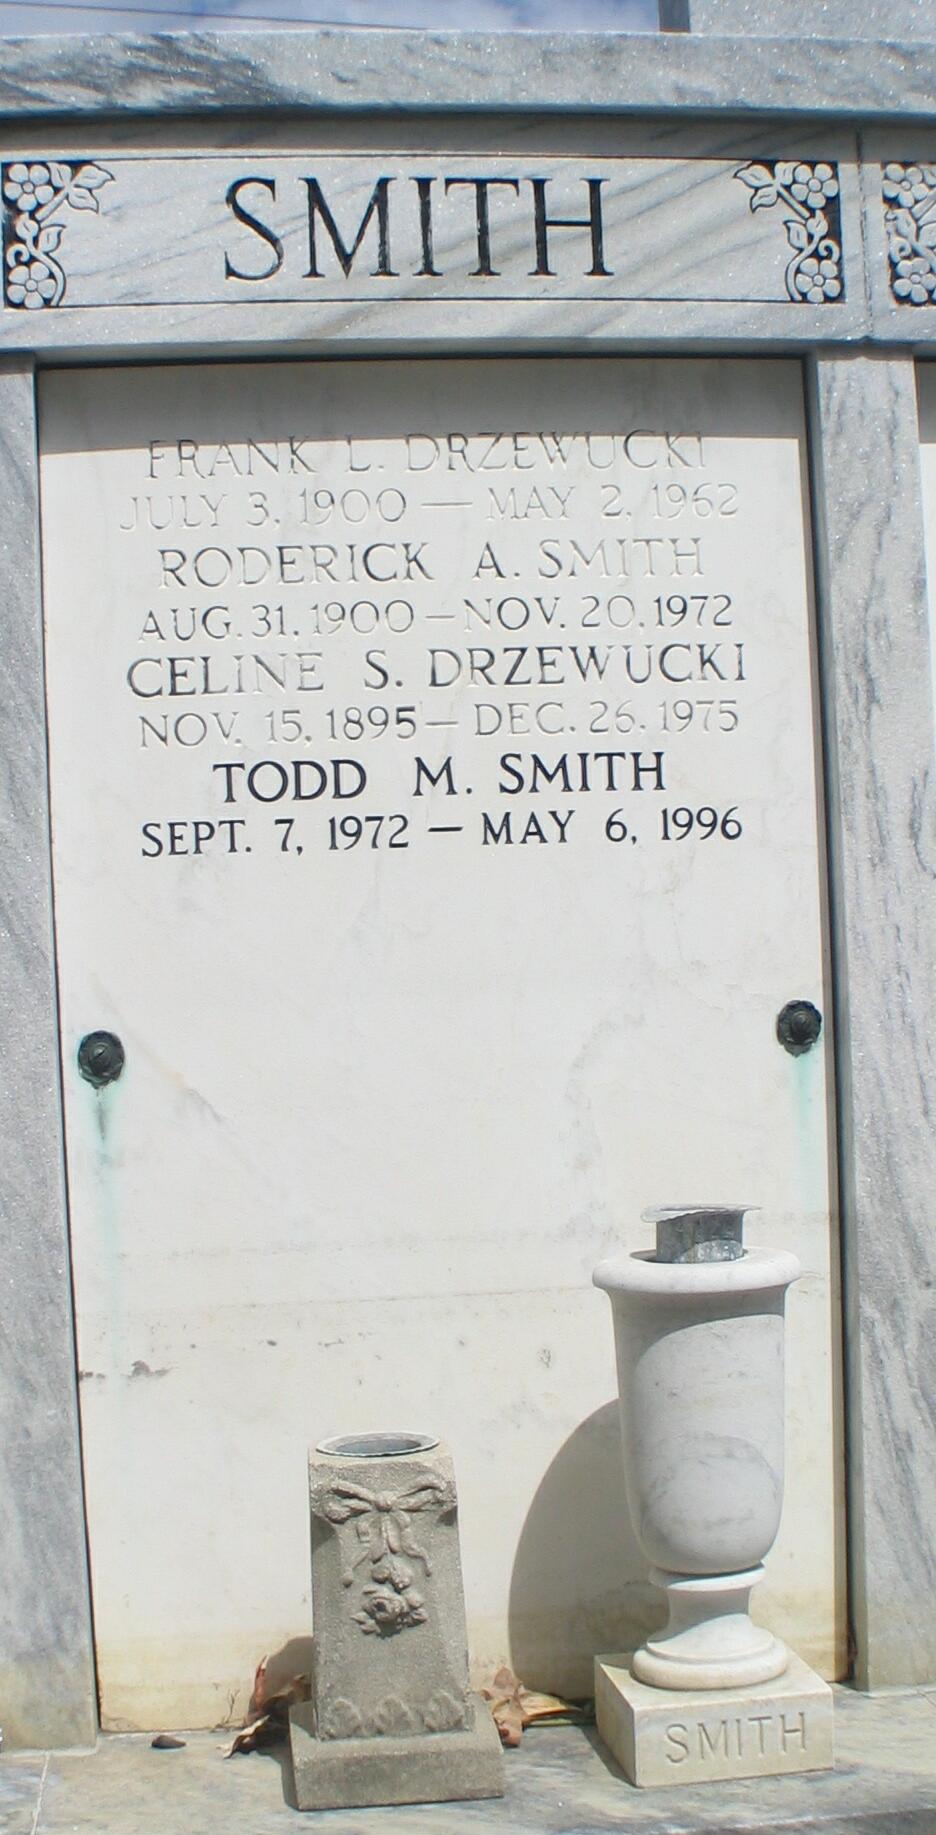 SMITH
FRANK L. DRZEWUCKI
JULY 3, 1900 — MAY 2, 1962
RODERICK A. SMITH
AUG. 31, 1900 — NOV. 20, 1972
CELINE S. DRZEWUCKI
NOV. 15, 1895 — DEC. 26, 1975
TODD M. SMITH
SEPT. 7, 1972 — MAY 6, 1996
SMITH